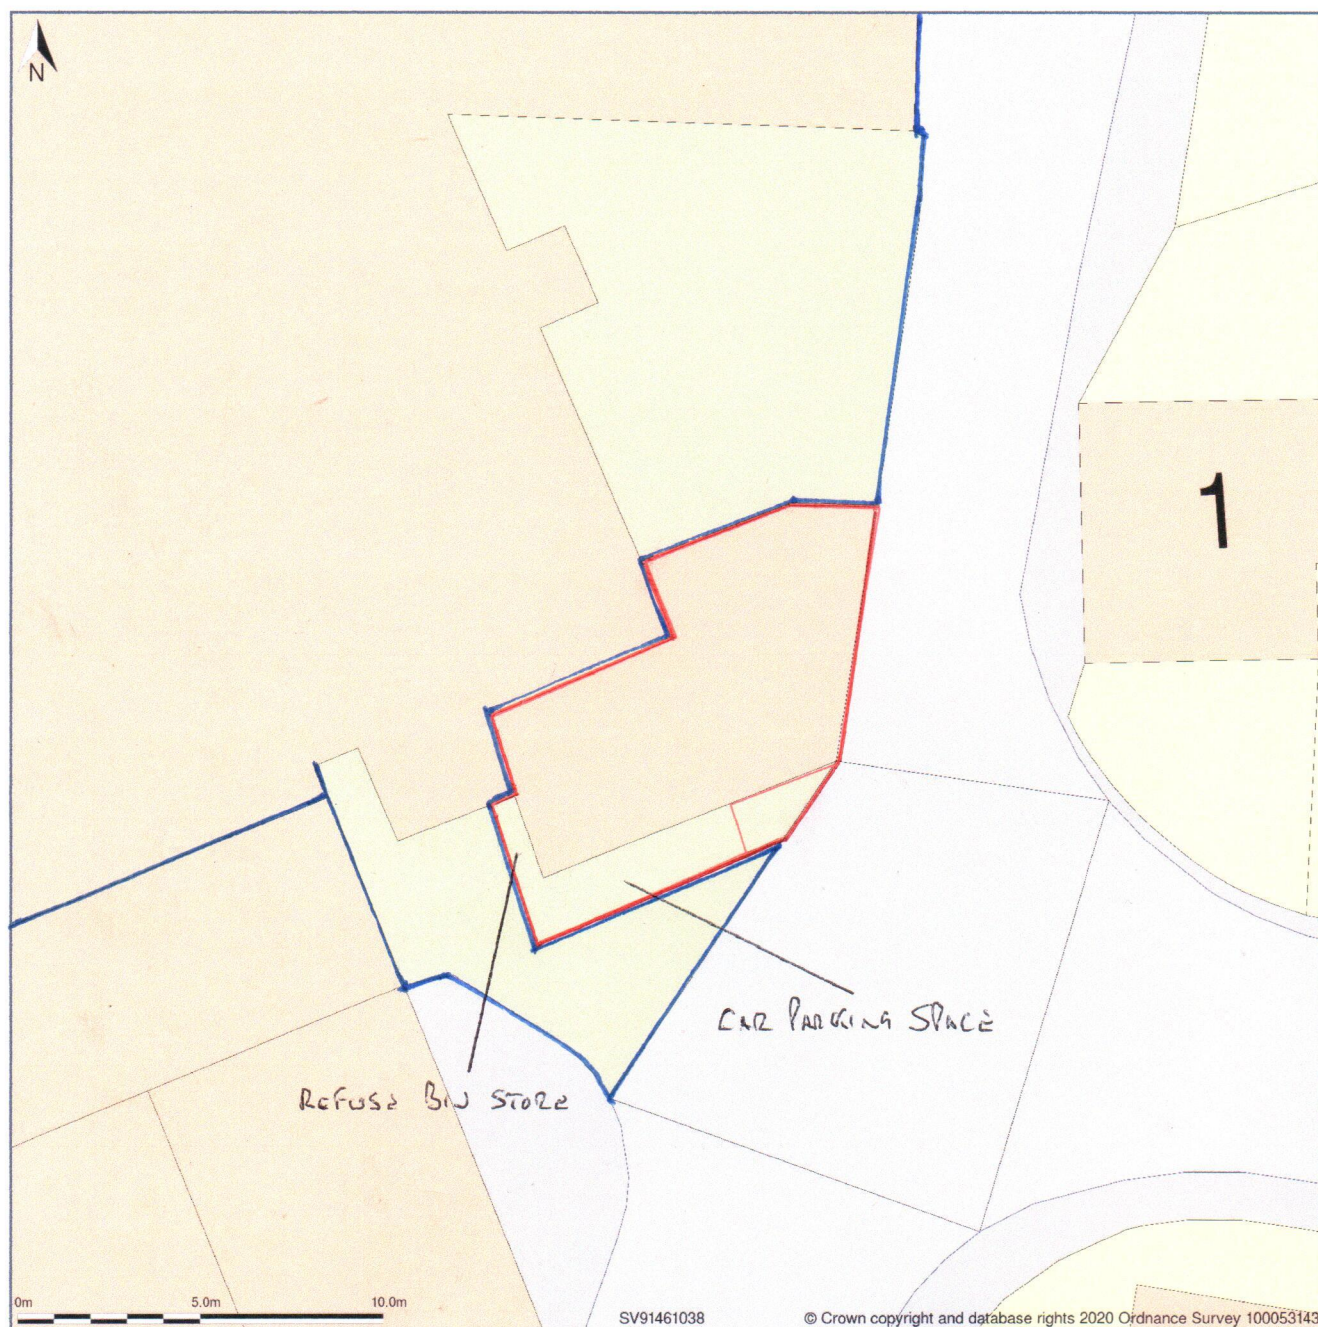 N
1
CAR PARKING SPACE
REFUSE BIN STORE
0m 5.0m 10.0m
SV91461038
© Crown copyright and database rights 2020 Ordnance Survey 100053143